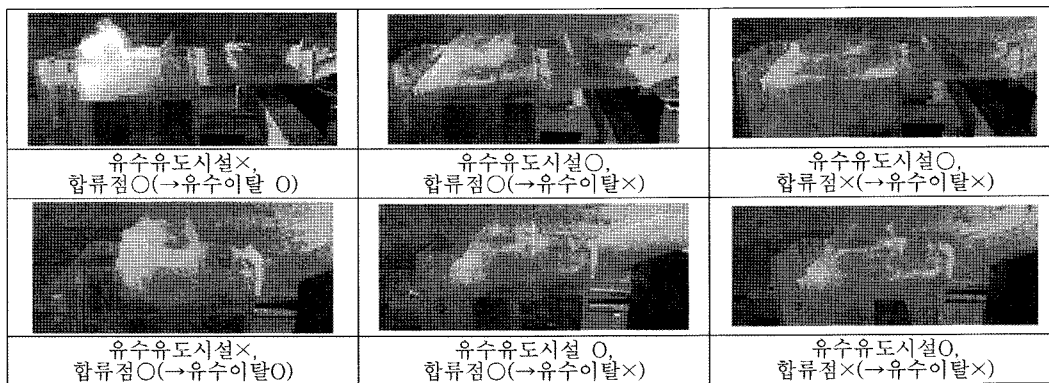 유수유도시설×,
합류점○(→유수이탈 O)
유수유도시설○,
합류점○(→유수이탈×)
유수유도시설○,
합류점×(→유수이탈×)
유수유도시설×,
합류점○(→유수이탈O)
유수유도시설 O,
합류점○(→유수이탈×)
유수유도시설O,
합류점×(→유수이탈×)